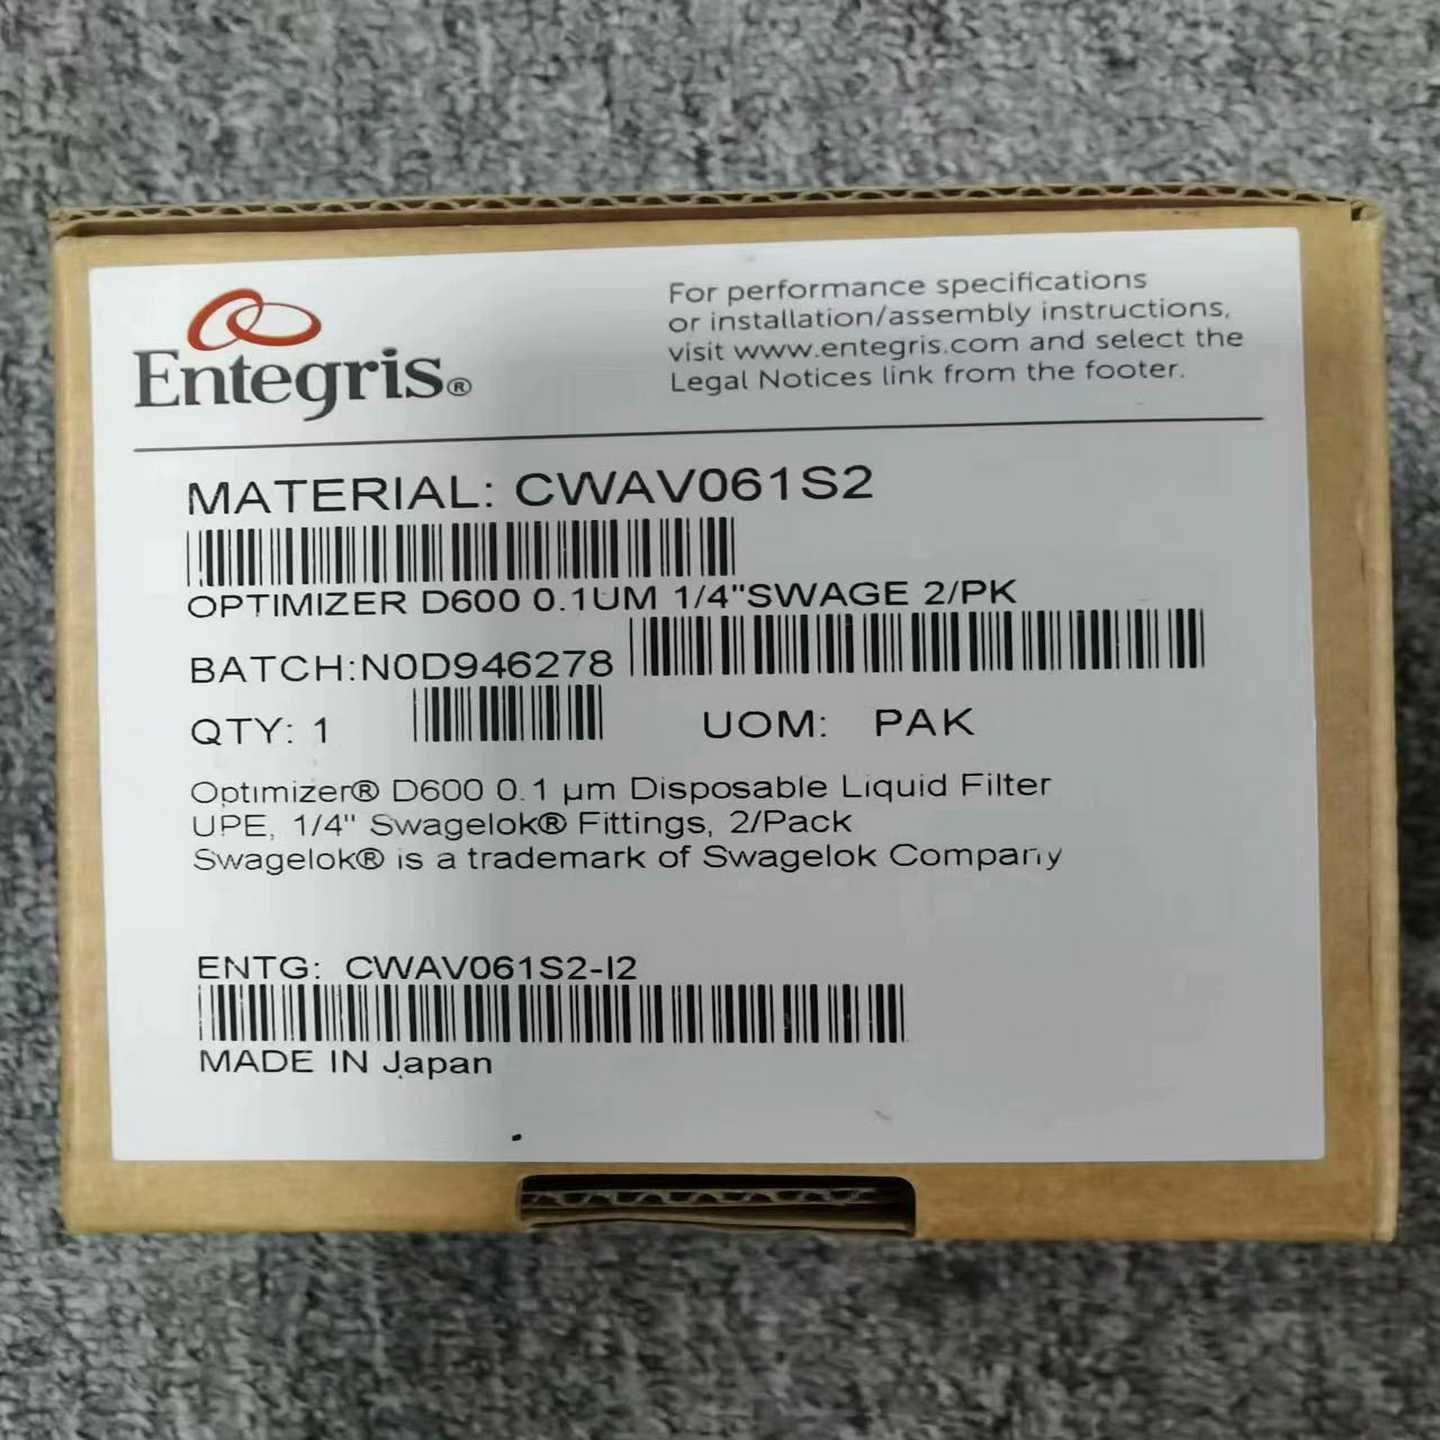 Entegris®
For performance specifications
or installation/assembly instructions,
visit www.entegris.com and select the
Legal Notices link from the footer.
MATERIAL: CWAV061S2
OPTIMIZER D600 0.1UM 1/4"SWAGE 2/PK
BATCH:N0D946278
QTY: 1 UOM: PAK
Optimizer® D600 0.1 µm Disposable Liquid Filter
UPE, 1/4" Swagelok® Fittings, 2/Pack
Swagelok® is a trademark of Swagelok Company
ENTG: CWAV061S2-I2
MADE IN Japan